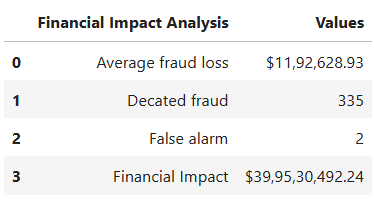 Financial Impact Analysis Values
0 Average fraud loss $11,92,628.93
1 Decated fraud 335
2 False alarm 2
3 Financial Impact $39,95,30,492.24